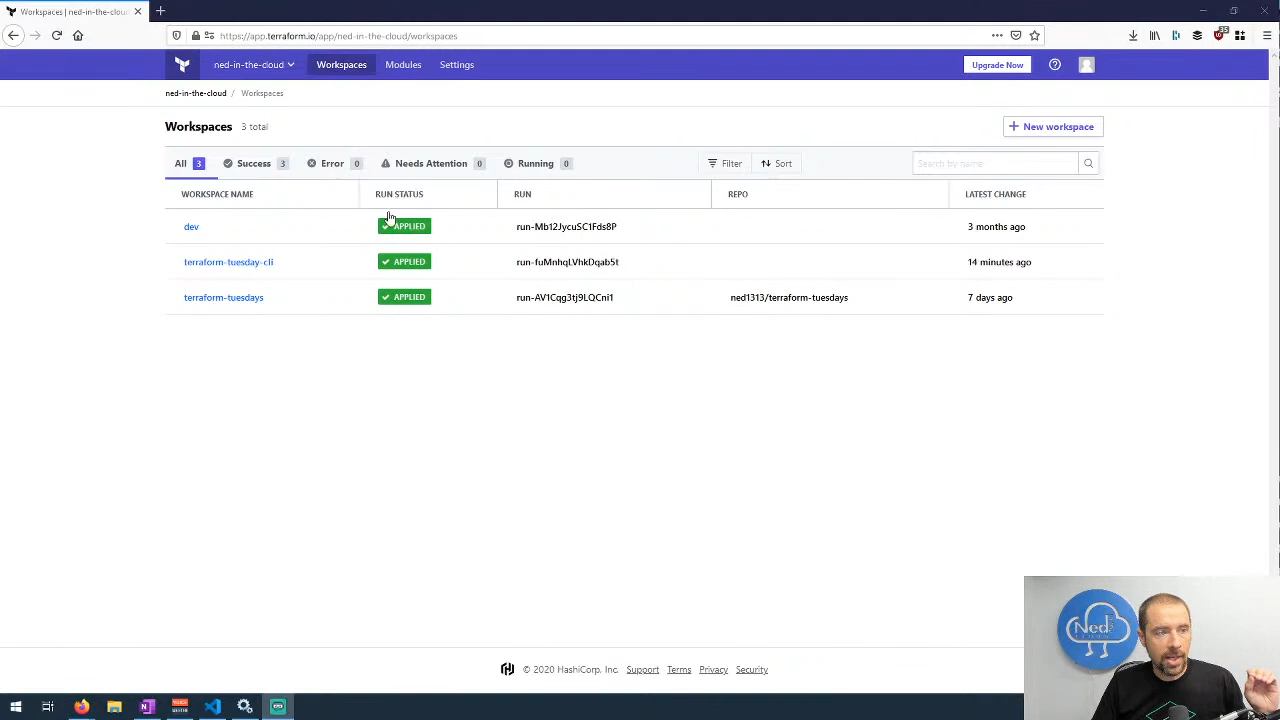 Workspaces | ned-in-the-cloud
https://app.terraform.io/app/ned-in-the-cloud/workspaces
35
ned-in-the-cloud Workspaces Modules Settings Upgrade Now
ned-in-the-cloud / Workspaces
Workspaces 3 total
+ New workspace
All 3 Success 3 Error 0 Needs Attention 0 Running 0 Filter Sort Search by name
WORKSPACE NAME RUN STATUS RUN REPO LATEST CHANGE
dev APPLIED run-Mb12JycuSC1Fds8P 3 months ago
terraform-tuesday-cli APPLIED run-fuMnhqLVhkDqab5t 14 minutes ago
terraform-tuesdays APPLIED run-AV1Cqg3tj9LQCni1 ned1313/terraform-tuesdays 7 days ago
© 2020 HashiCorp, Inc. Support Terms Privacy Security
Ned